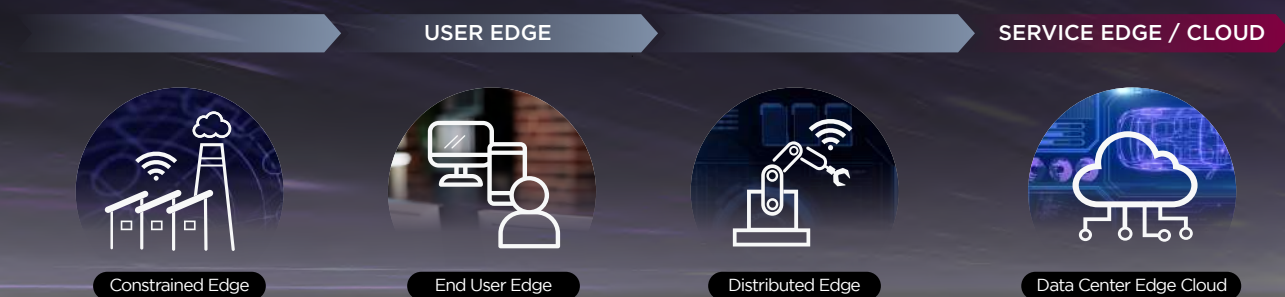 USER EDGE
SERVICE EDGE / CLOUD
Constrained Edge
End User Edge
Distributed Edge
Data Center Edge Cloud